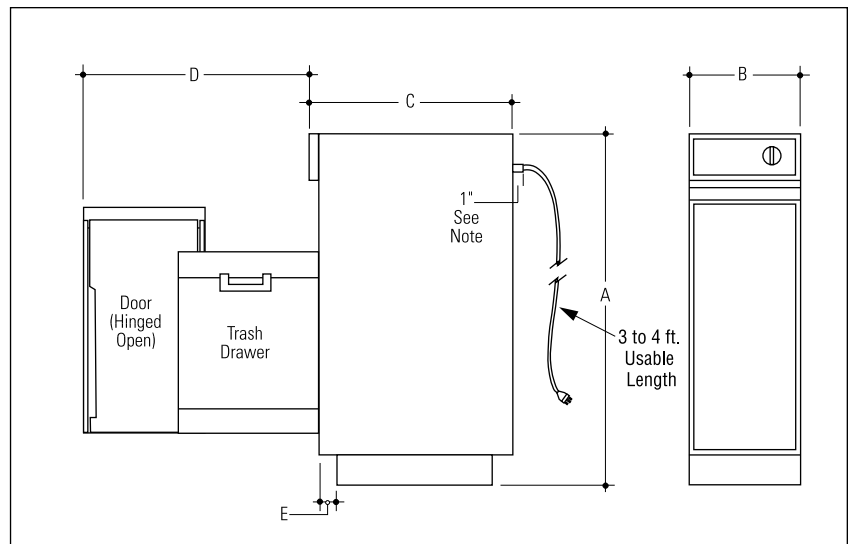 D
C
B
1"
See
Note
A
Door
(Hinged
Open)
Trash
Drawer
3 to 4 ft.
Usable
Length
E